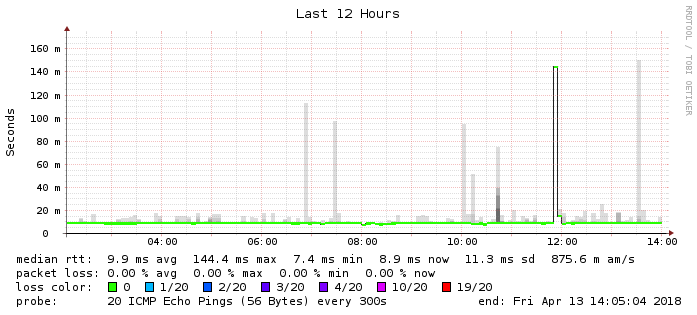 Last 12 Hours
RRDTOOL / TOBI OETIKER
Seconds
160 m
140 m
120 m
100 m
80 m
60 m
40 m
20 m
0
04:00 06:00 08:00 10:00 12:00 14:00
median rtt: 9.9 ms avg 144.4 ms max 7.4 ms min 8.9 ms now 11.3 ms sd 875.6 m am/s
packet loss: 0.00 % avg 0.00 % max 0.00 % min 0.00 % now
loss color: 0 1/20 2/20 3/20 4/20 10/20 19/20
probe: 20 ICMP Echo Pings (56 Bytes) every 300s end: Fri Apr 13 14:05:04 2018